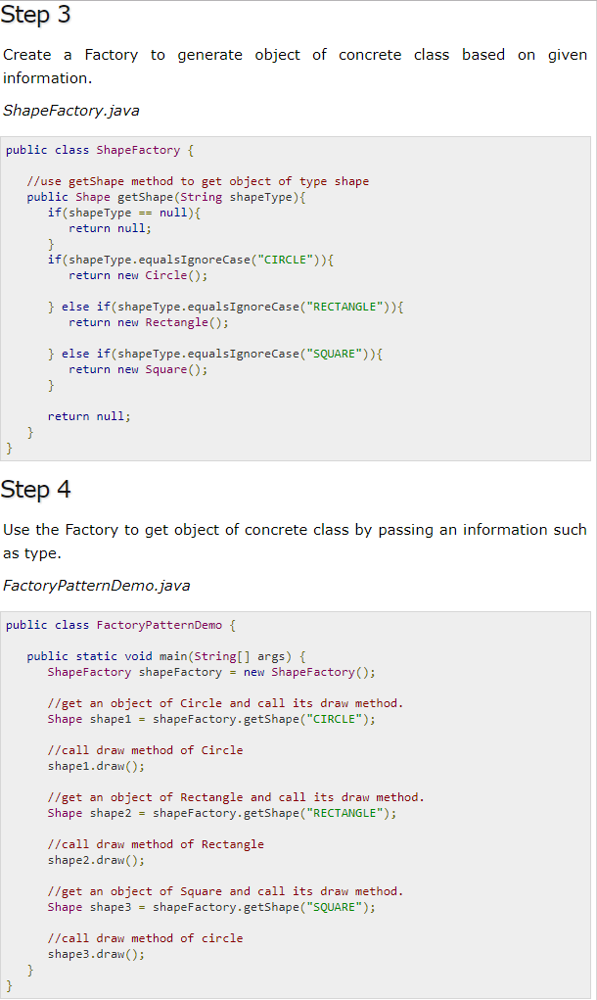 Step 3
Create a Factory to generate object of concrete class based on given
information.
ShapeFactory.java
public class ShapeFactory {
//use getShape method to get object of type shape
public Shape getShape(String shapeType){
if(shapeType == null){
return null;
}
if(shapeType.equalsIgnoreCase("CIRCLE")){
return new Circle();
} else if(shapeType.equalsIgnoreCase("RECTANGLE")){
return new Rectangle();
} else if(shapeType.equalsIgnoreCase("SQUARE")){
return new Square();
}
return null;
}
}
Step 4
Use the Factory to get object of concrete class by passing an information such
as type.
FactoryPatternDemo.java
public class FactoryPatternDemo {
public static void main(String[] args) {
ShapeFactory shapeFactory = new ShapeFactory();
//get an object of Circle and call its draw method.
Shape shape1 = shapeFactory.getShape("CIRCLE");
//call draw method of Circle
shape1.draw();
//get an object of Rectangle and call its draw method.
Shape shape2 = shapeFactory.getShape("RECTANGLE");
//call draw method of Rectangle
shape2.draw();
//get an object of Square and call its draw method.
Shape shape3 = shapeFactory.getShape("SQUARE");
//call draw method of circle
shape3.draw();
}
}